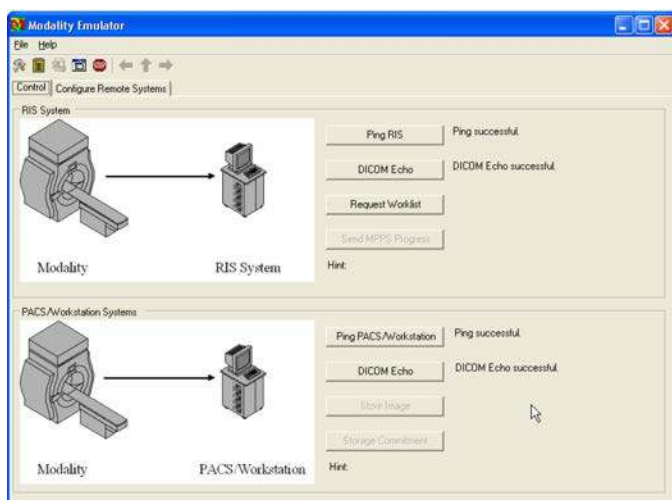 Modality Emulator
File Help
Control Configure Remote Systems
RIS System
Ping RIS Ping successful.
DICOM Echo DICOM Echo successful.
Request Worklist
Send MPPS Progress
Modality RIS System Hint:
PACS/Workstation Systems
Ping PACS/Workstation Ping successful.
DICOM Echo DICOM Echo successful.
Store Image
Storage Commitment
Modality PACS/Workstation Hint: